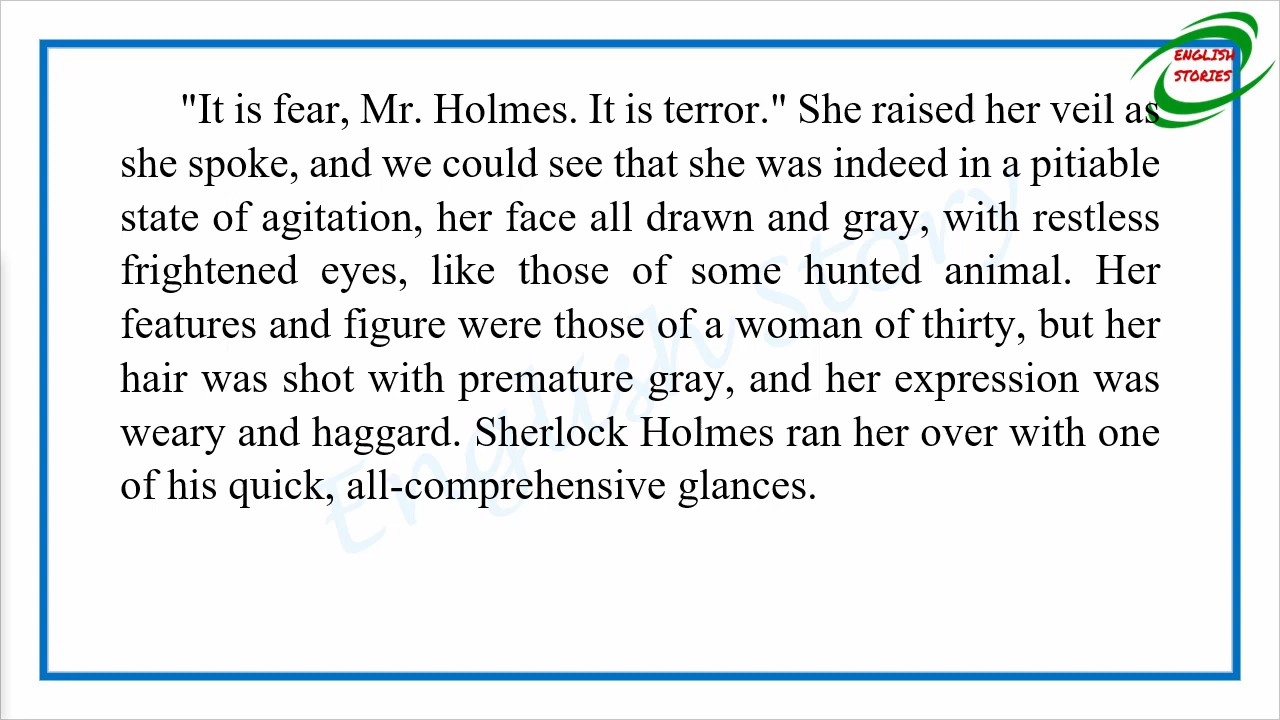 ENGLISH
STORIES
"It is fear, Mr. Holmes. It is terror." She raised her veil as
she spoke, and we could see that she was indeed in a pitiable
state of agitation, her face all drawn and gray, with restless
frightened eyes, like those of some hunted animal. Her
features and figure were those of a woman of thirty, but her
hair was shot with premature gray, and her expression was
weary and haggard. Sherlock Holmes ran her over with one
of his quick, all-comprehensive glances.
English Story